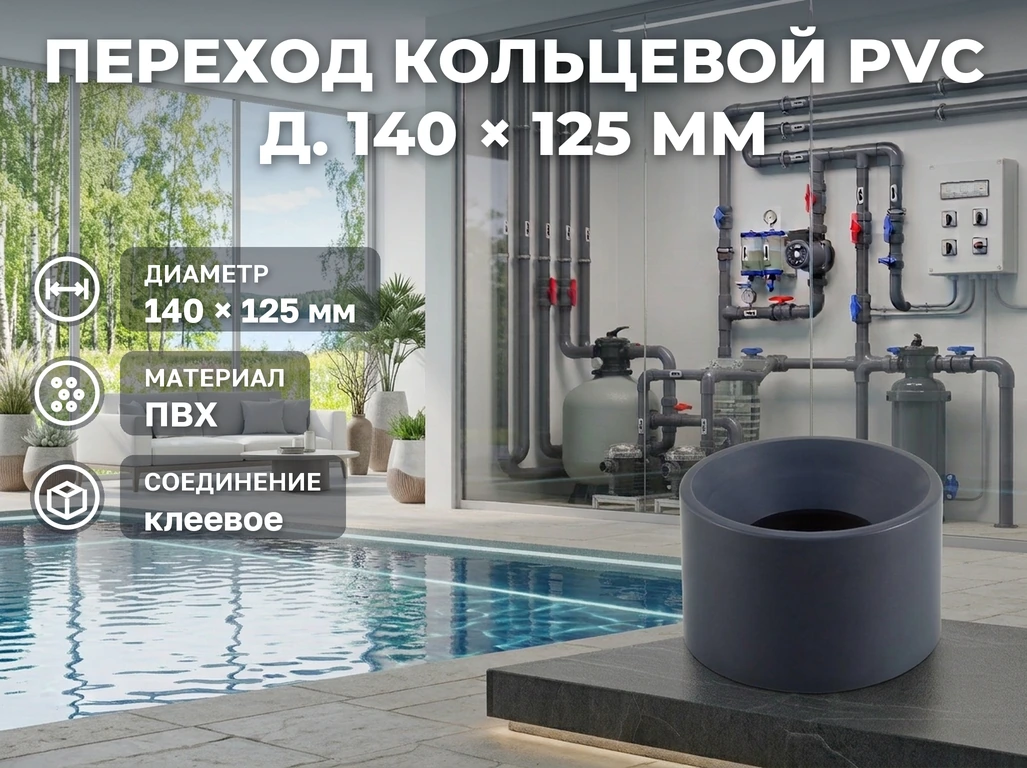 ПЕРЕХОД КОЛЬЦЕВОЙ PVC
Д. 140 × 125 ММ
ДИАМЕТР
140 × 125 мм
МАТЕРИАЛ
ПВХ
СОЕДИНЕНИЕ
клеевое